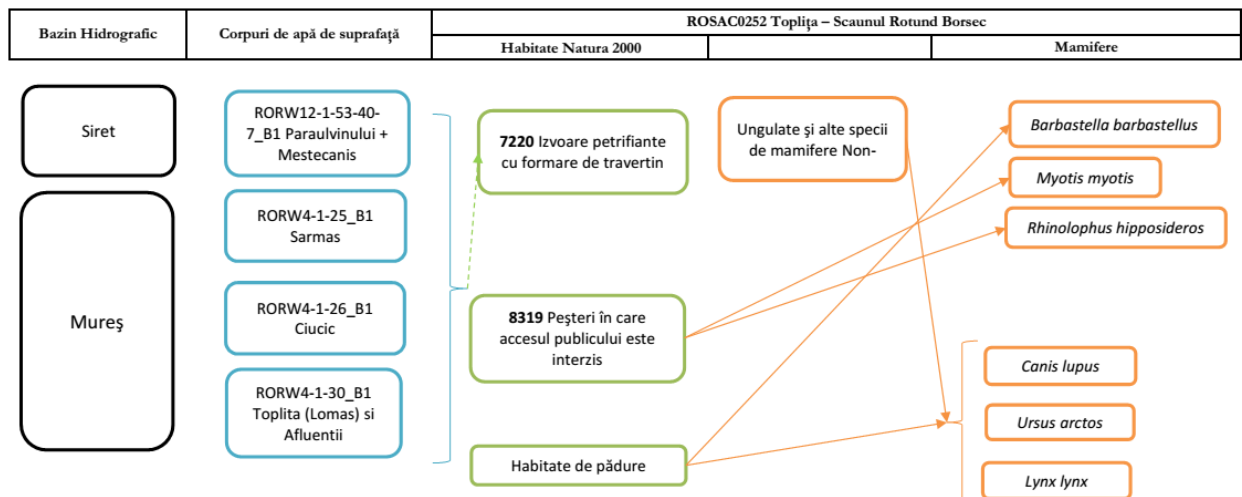 Bazin Hidrografic
Corpuri de apă de suprafață
ROSAC0252 Toplița – Scaunul Rotund Borsec
Habitate Natura 2000
Mamifere
Siret
Mureş
RORW12-1-53-40-
7_B1 Paraulvinului +
Mestecanis
RORW4-1-25_B1
Sarmas
RORW4-1-26_B1
Ciucic
RORW4-1-30_B1
Toplita (Lomas) si
Afluentii
7220 Izvoare petrifiante
cu formare de travertin
8319 Peşteri în care
accesul publicului este
interzis
Habitate de pădure
Ungulate şi alte specii
de mamifere Non-
Barbastella barbastellus
Myotis myotis
Rhinolophus hipposideros
Canis lupus
Ursus arctos
Lynx lynx